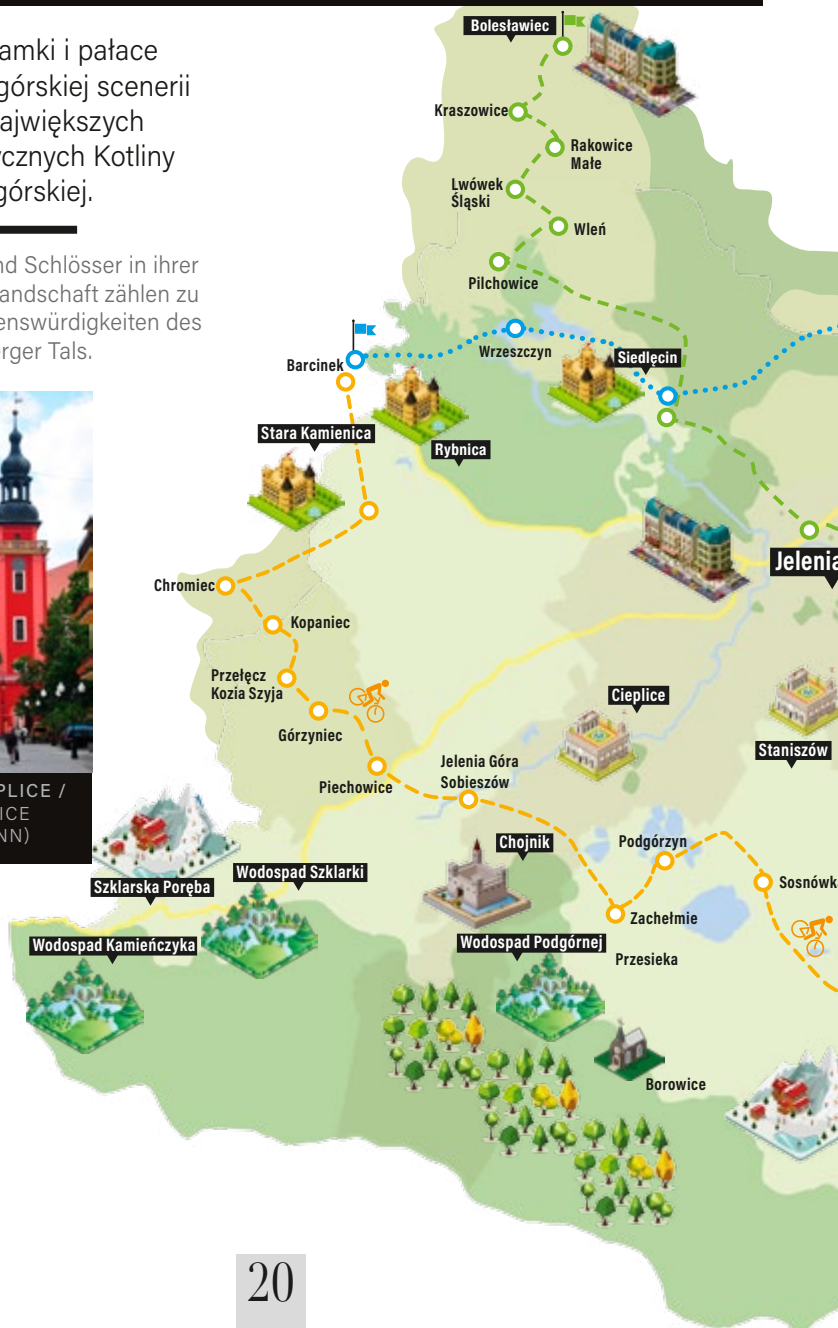 amki i pałace
górskiej scenerii
ajwiększych
ycznych Kotliny
górskiej.
nd Schlösser in ihrer
andschaft zählen zu
enswürdigkeiten des
erger Tals.
PLICE /
ICE
NN)
Bolesławiec
Kraszowice
Rakowice
Małe
Lwówek
Śląski
Wleń
Pilchowice
Wrzeszczyn
Siedlęcin
Barcinek
Stara Kamienica
Rybnica
Jelenia
Chromiec
Kopaniec
Przełęcz
Kozia Szyja
Górzyniec
Cieplice
Staniszów
Piechowice
Jelenia Góra
Sobieszów
Chojnik
Podgórzyn
Sosnówka
Szklarska Poręba
Wodospad Szklarki
Zachełmie
Wodospad Kamieńczyka
Wodospad Podgórnej
Przesieka
Borowice
20